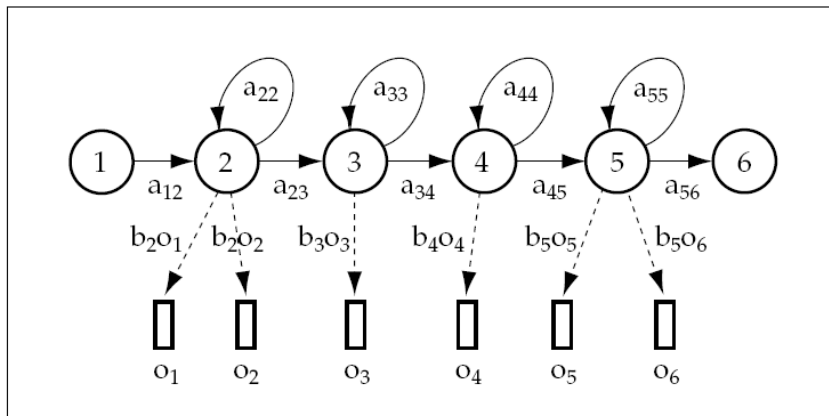 a₂₂ a₃₃ a₄₄ a₅₅
1 2 3 4 5 6
a₁₂ a₂₃ a₃₄ a₄₅ a₅₆
b₂o₁ b₂o₂ b₃o₃ b₄o₄ b₅o₅ b₅o₆
o₁ o₂ o₃ o₄ o₅ o₆